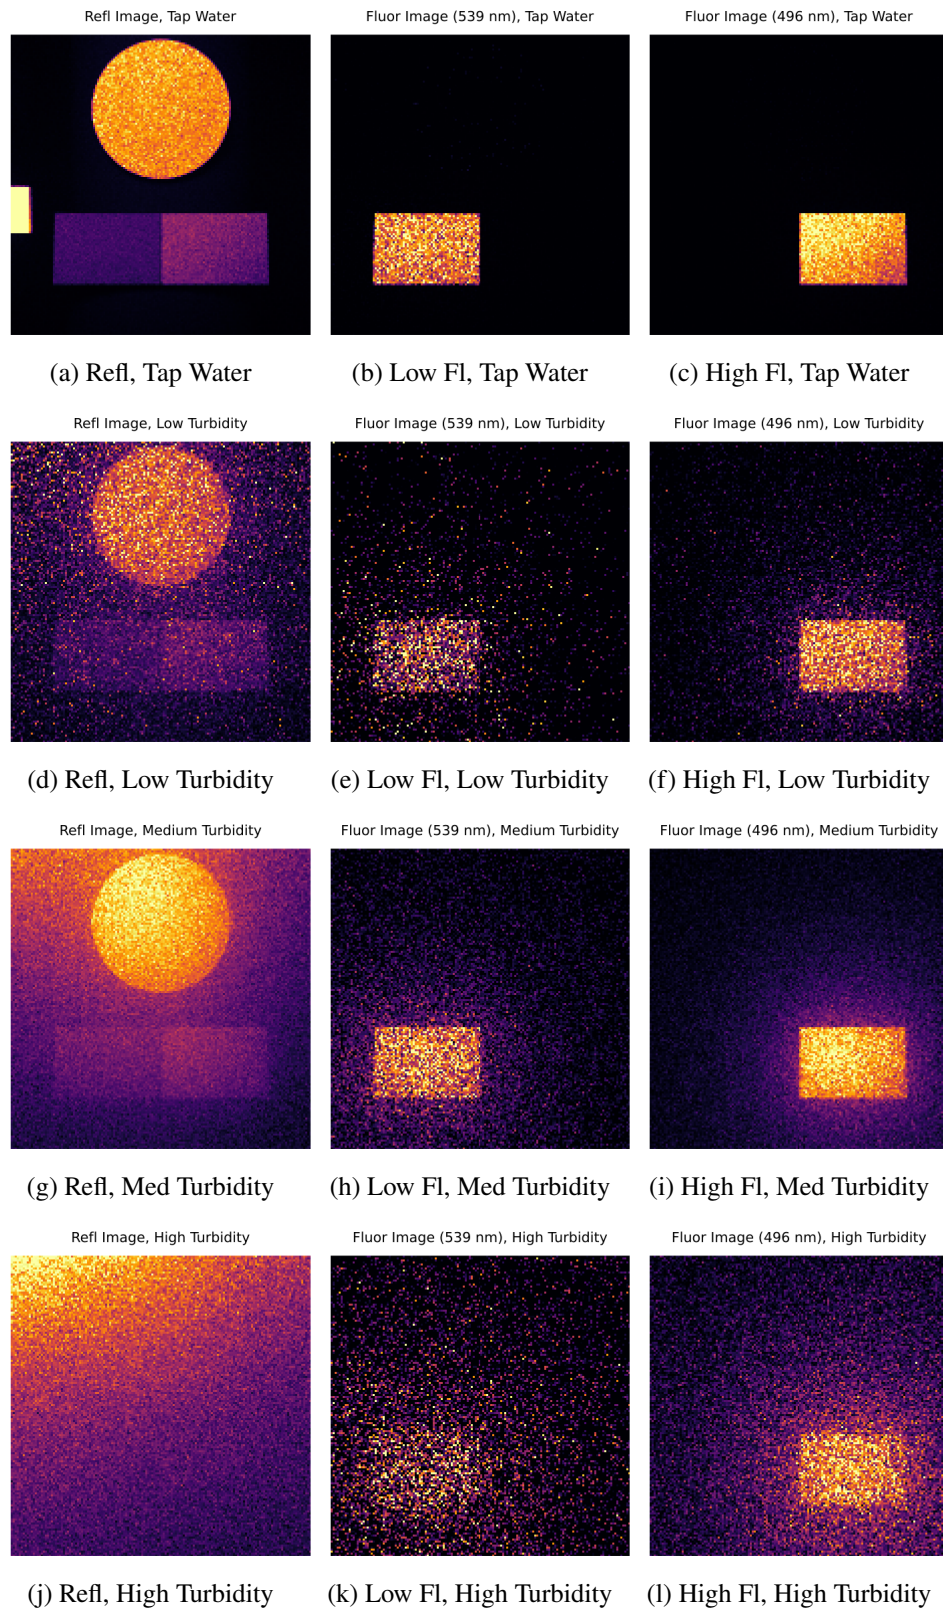 Refl Image, Tap Water
Fluor Image (539 nm), Tap Water
Fluor Image (496 nm), Tap Water
(a) Refl, Tap Water
(b) Low Fl, Tap Water
(c) High Fl, Tap Water
Refl Image, Low Turbidity
Fluor Image (539 nm), Low Turbidity
Fluor Image (496 nm), Low Turbidity
(d) Refl, Low Turbidity
(e) Low Fl, Low Turbidity
(f) High Fl, Low Turbidity
Refl Image, Medium Turbidity
Fluor Image (539 nm), Medium Turbidity
Fluor Image (496 nm), Medium Turbidity
(g) Refl, Med Turbidity
(h) Low Fl, Med Turbidity
(i) High Fl, Med Turbidity
Refl Image, High Turbidity
Fluor Image (539 nm), High Turbidity
Fluor Image (496 nm), High Turbidity
(j) Refl, High Turbidity
(k) Low Fl, High Turbidity
(l) High Fl, High Turbidity